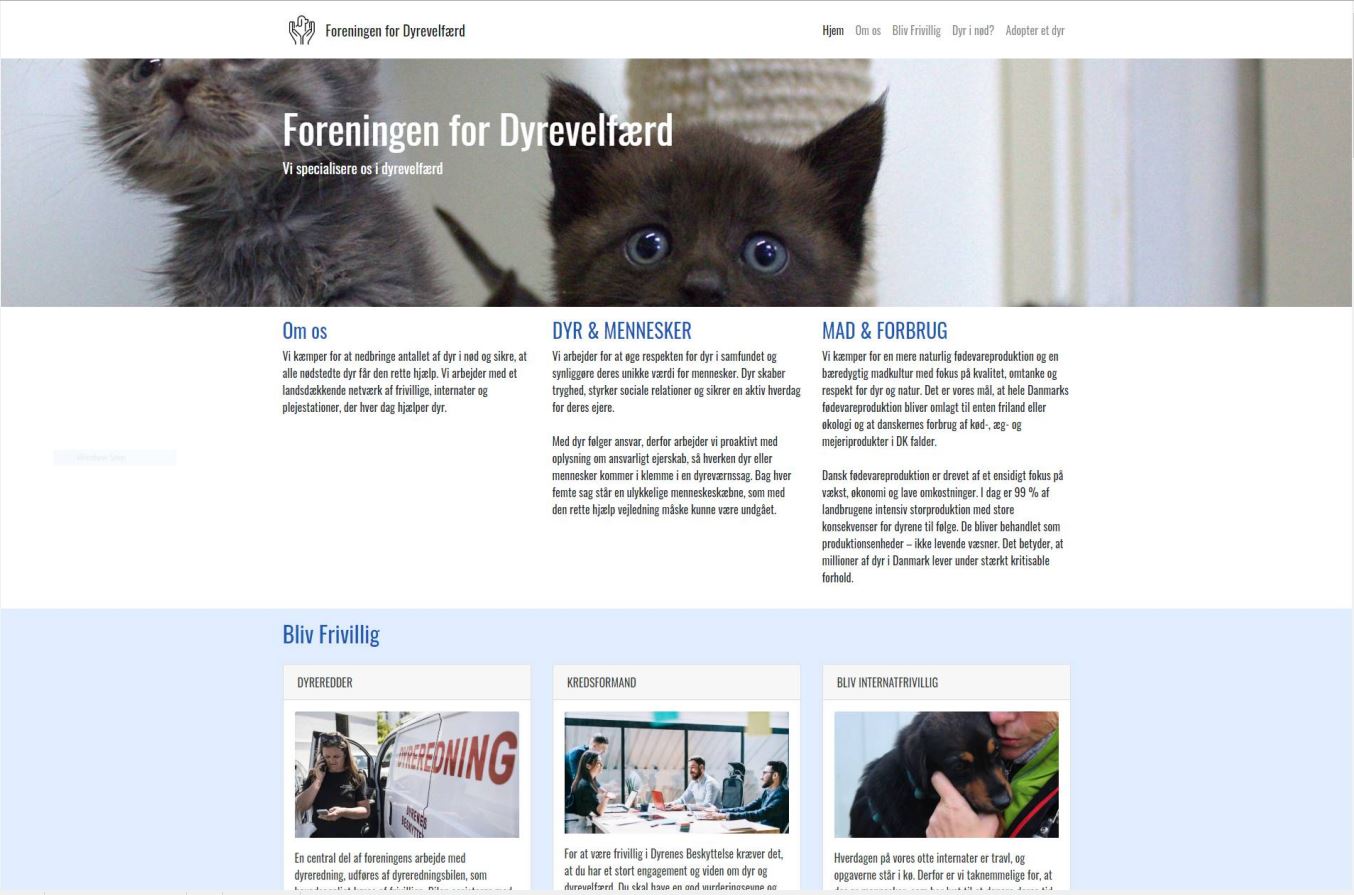 Foreningen for Dyrevelfærd
Hjem Om os Bliv Frivillig Dyr i nød? Adopter et dyr
Foreningen for Dyrevelfærd
Vi specialisere os i dyrevelfærd
Om os
Vi kæmper for at nedbringe antallet af dyr i nød og sikre, at
alle nødstedte dyr får den rette hjælp. Vi arbejder med et
landsdækkende netværk af frivillige, internater og
plejestationer, der hver dag hjælper dyr.
DYR & MENNESKER
Vi arbejder for at øge respekten for dyr i samfundet og
synliggøre deres unikke værdi for mennesker. Dyr skaber
tryghed, styrker sociale relationer og sikrer en aktiv hverdag
for deres ejere.
Med dyr følger ansvar, derfor arbejder vi proaktivt med
oplysning om ansvarligt ejerskab, så hverken dyr eller
mennesker kommer i klemme i en dyreværnssag. Bag hver
femte sag står en ulykkelige menneskeskæbne, som med
den rette hjælp vejledning måske kunne være undgået.
MAD & FORBRUG
Vi kæmper for en mere naturlig fødevareproduktion og en
bæredygtig madkultur med fokus på kvalitet, omtanke og
respekt for dyr og natur. Det er vores mål, at hele Danmarks
fødevareproduktion bliver omlagt til enten friland eller
økologi og at danskernes forbrug af kød-, æg- og
mejeriprodukter i DK falder.
Dansk fødevareproduktion er drevet af et ensidigt fokus på
vækst, økonomi og lave omkostninger. I dag er 99 % af
landbrugene intensiv storproduktion med store
konsekvenser for dyrene til følge. De bliver behandlet som
produktionsenheder – ikke levende væsner. Det betyder, at
millioner af dyr i Danmark lever under stærkt kritisable
forhold.
Bliv Frivillig
DYREREDDER
DYREREDNING
DYRENES
En central del af foreningens arbejde med
dyreredning, udføres af dyreredningsbilen, som
KREDSFORMAND
For at være frivillig i Dyrenes Beskyttelse kræver det,
at du har et stort engagement og viden om dyr og
dyrevelfærd. Du skal have en god vurderingsevne og
BLIV INTERNATFRIVILLIG
Hverdagen på vores otte internater er travl, og
opgaverne står i kø. Derfor er vi taknemmelige for, at